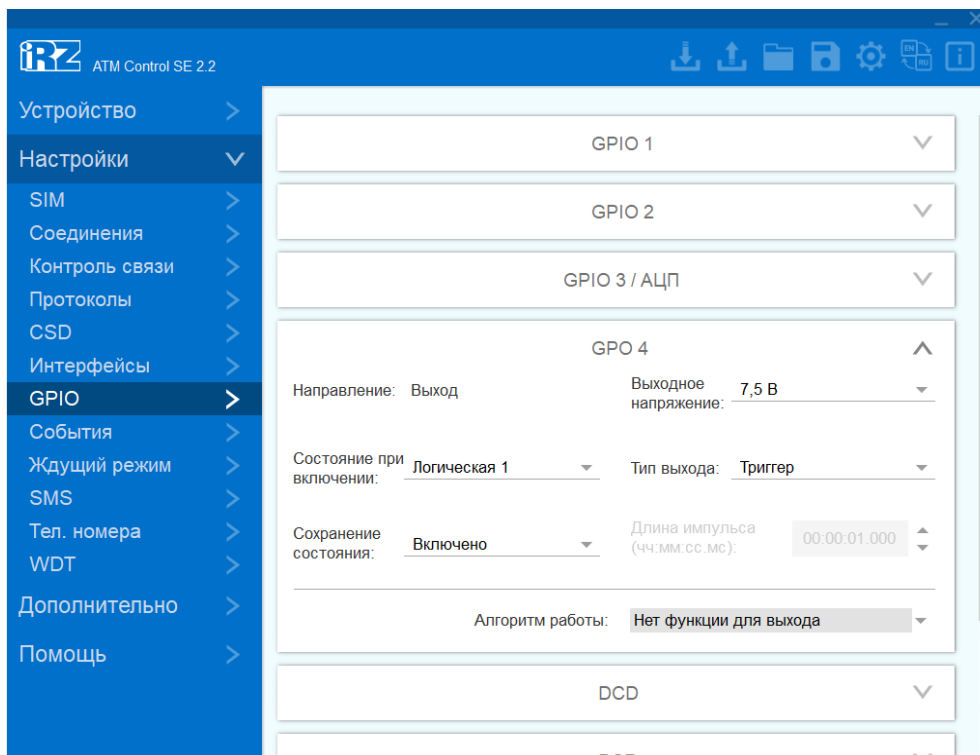 iRZ ATM Control SE 2.2
EN
RU
Устройство
Настройки
SIM
Соединения
Контроль связи
Протоколы
CSD
Интерфейсы
GPIO
События
Ждущий режим
SMS
Тел. номера
WDT
Дополнительно
Помощь
GPIO 1
GPIO 2
GPIO 3 / АЦП
GPO 4
Направление: Выход
Выходное
напряжение: 7,5 В
Состояние при
включении: Логическая 1
Тип выхода: Триггер
Сохранение
состояния: Включено
Длина импульса
(чч:мм:сс.мс): 00:00:01.000
Алгоритм работы: Нет функции для выхода
DCD